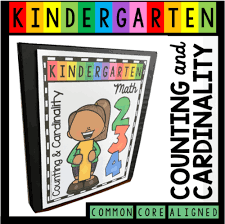 KINDERGARTEN
KINDERGARTEN
Math
Counting & Cardinality
2
3
4
COUNTING and
CARDINALITY
COMMON CORE ALIGNED